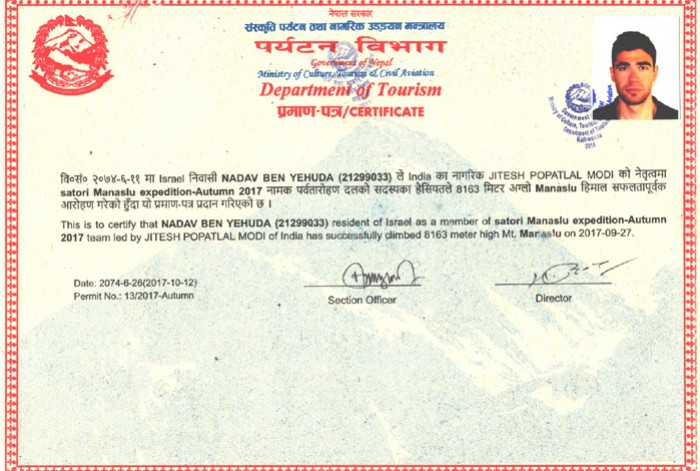 नेपाल सरकार
संस्कृति पर्यटन तथा नागरिक उड्डयन मन्त्रालय
पर्यटन विभाग
Government of Nepal
Ministry of Culture, Tourism & Civil Aviation
Department of Tourism
प्रमाण-पत्र/CERTIFICATE
वि०सं० २०७४-६-११ मा Israel निवासी NADAV BEN YEHUDA (21299033) ले India का नागरिक JITESH POPATLAL MODI को नेतृत्वमा
satori Manaslu expedition-Autumn 2017 नामक पर्वतारोहण दलको सदस्यका हैसियतले 8163 मिटर अग्लो Manaslu हिमाल सफलतापूर्वक
आरोहण गरेको हुँदा यो प्रमाण-पत्र प्रदान गरिएको छ ।
This is to certify that NADAV BEN YEHUDA (21299033) resident of Israel as a member of satori Manaslu expedition-Autumn
2017 team led by JITESH POPATLAL MODI of India has successfully climbed 8163 meter high Mt. Manaslu on 2017-09-27.
Date: 2074-6-26(2017-10-12)
Permit No.: 13/2017-Autumn
Section Officer
Director